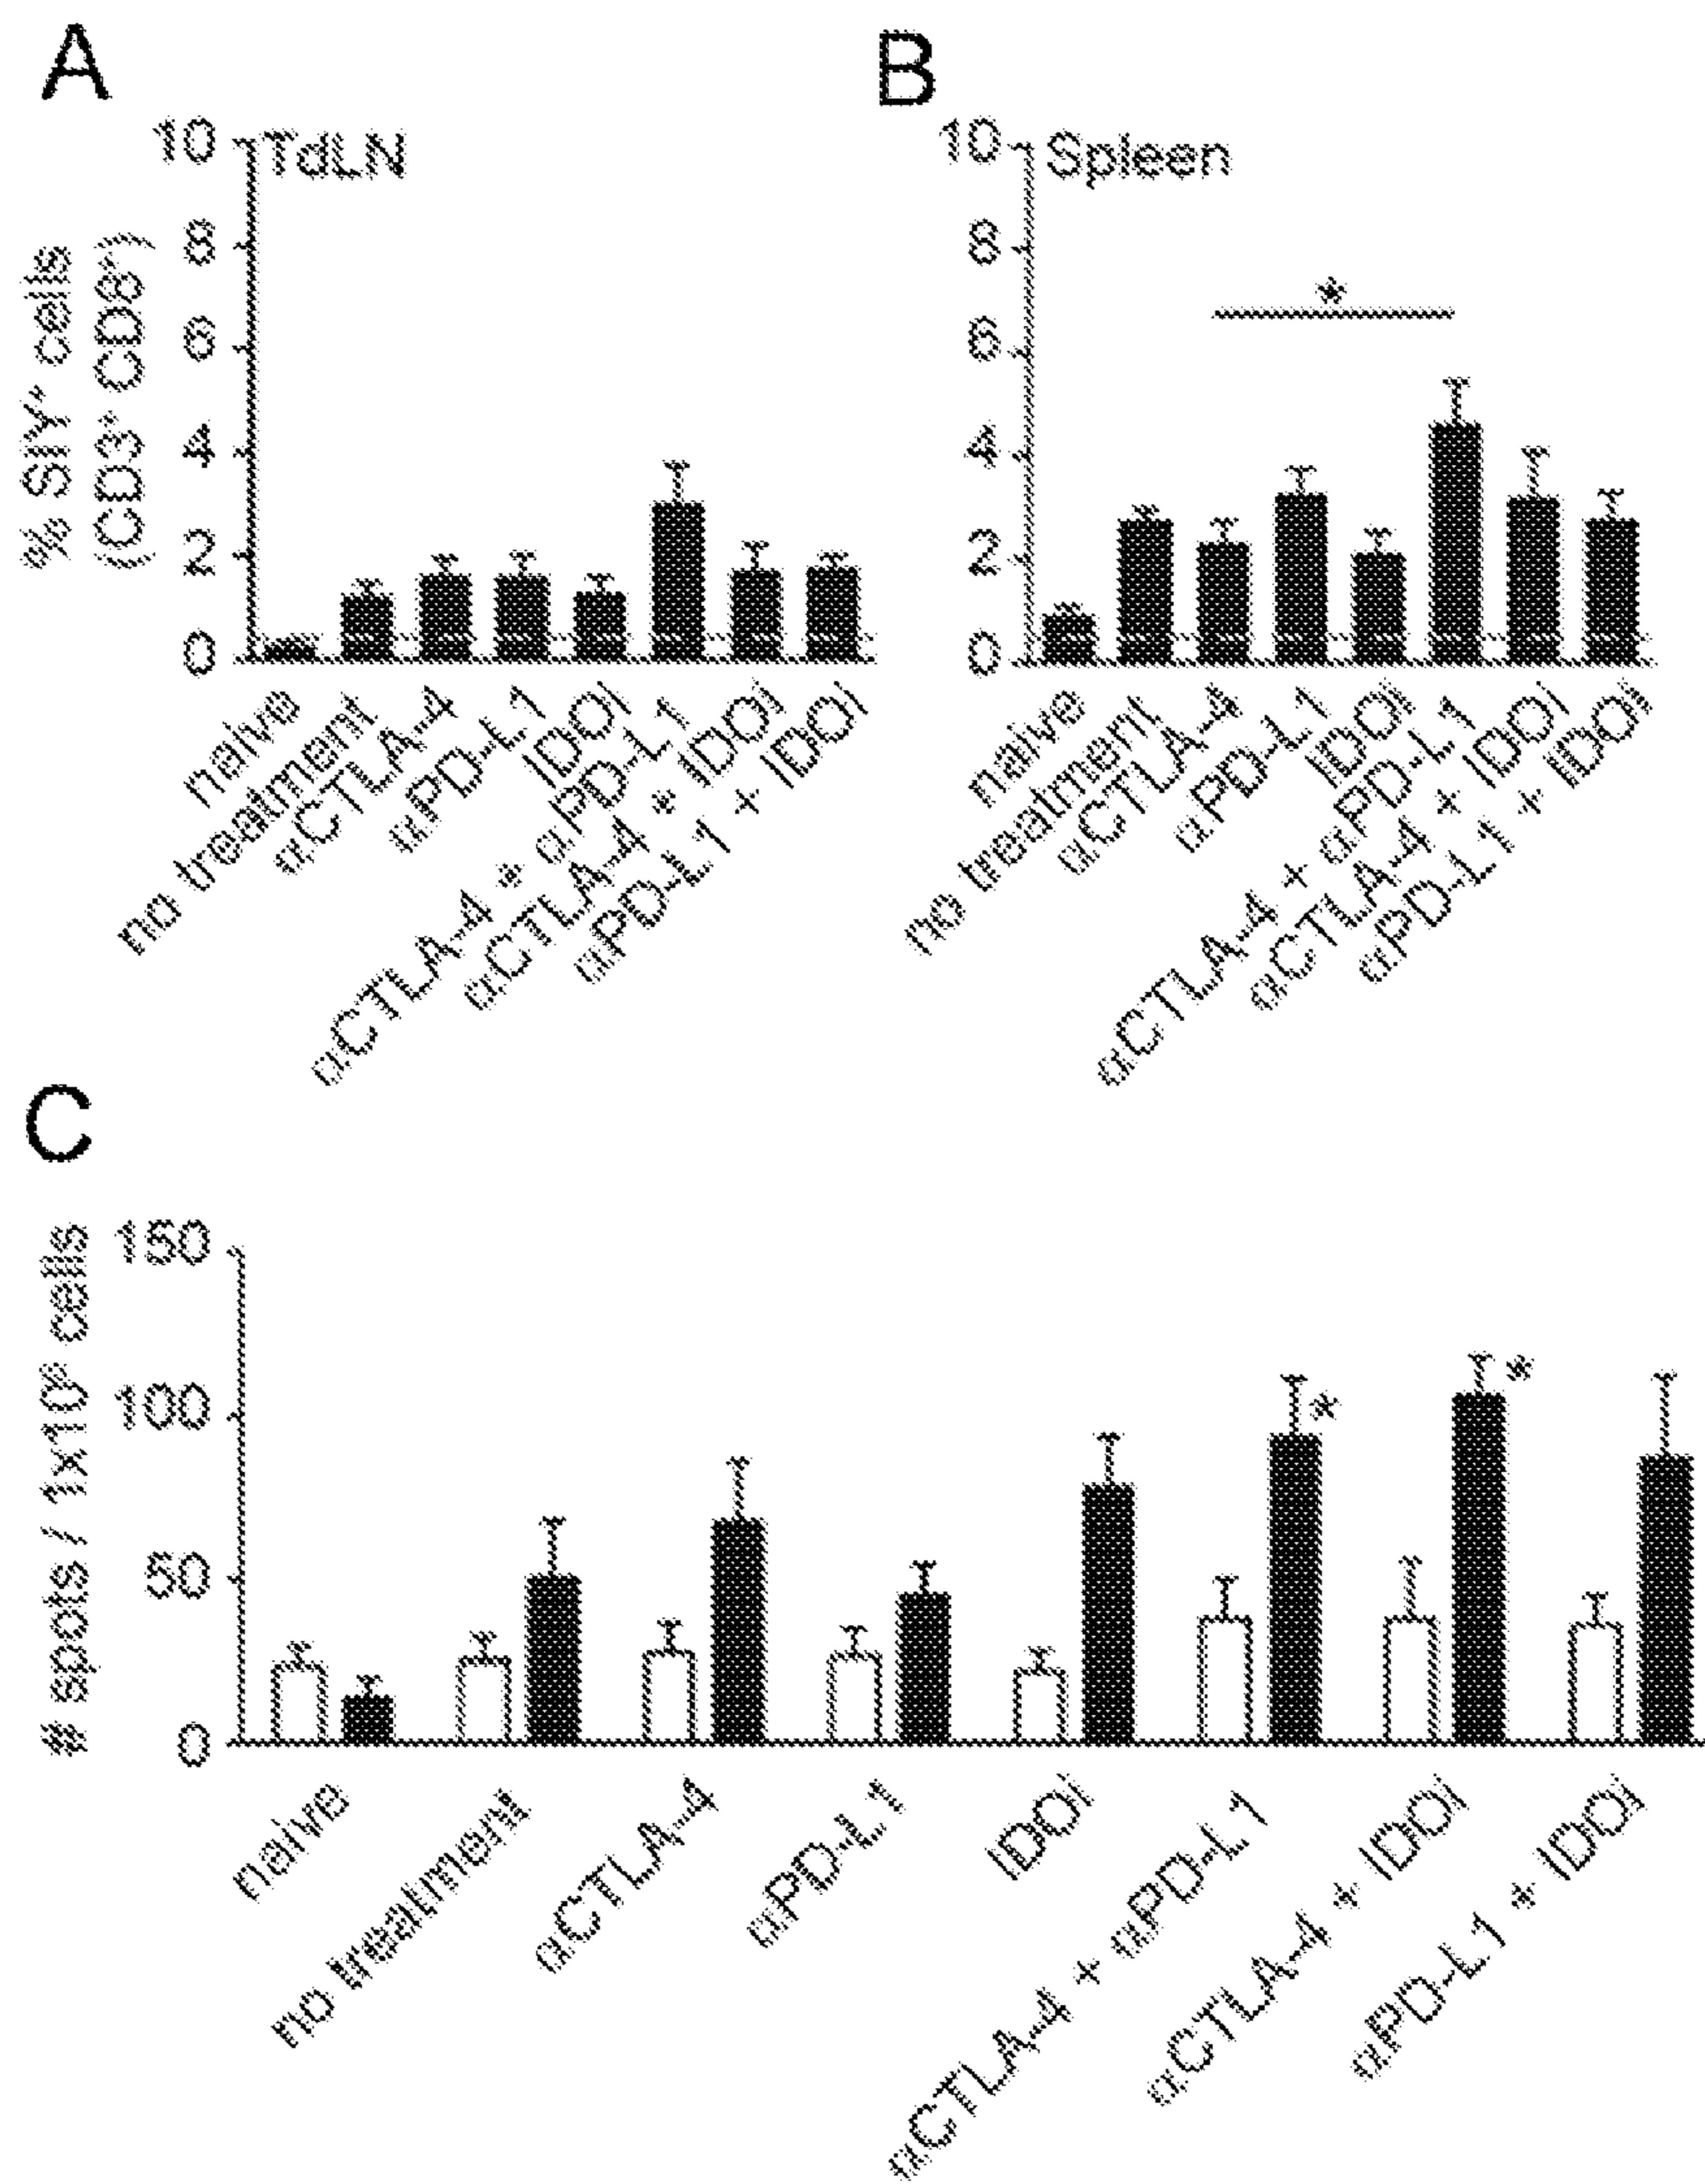 A
TdLN
% SIY⁺ cells
(CD3⁺ CD8⁺)
10
8
6
4
2
0
naive
no treatment
αCTLA-4
αPD-L1
IDOi
αCTLA-4 + αPD-L1
αCTLA-4 + IDOi
αPD-L1 + IDOi
B
Spleen
*
10
8
6
4
2
0
naive
no treatment
αCTLA-4
αPD-L1
IDOi
αCTLA-4 + αPD-L1
αCTLA-4 + IDOi
αPD-L1 + IDOi
C
# spots / 1x10⁶ cells
150
100
50
0
*
*
naive
no treatment
αCTLA-4
αPD-L1
IDOi
αCTLA-4 + αPD-L1
αCTLA-4 + IDOi
αPD-L1 + IDOi